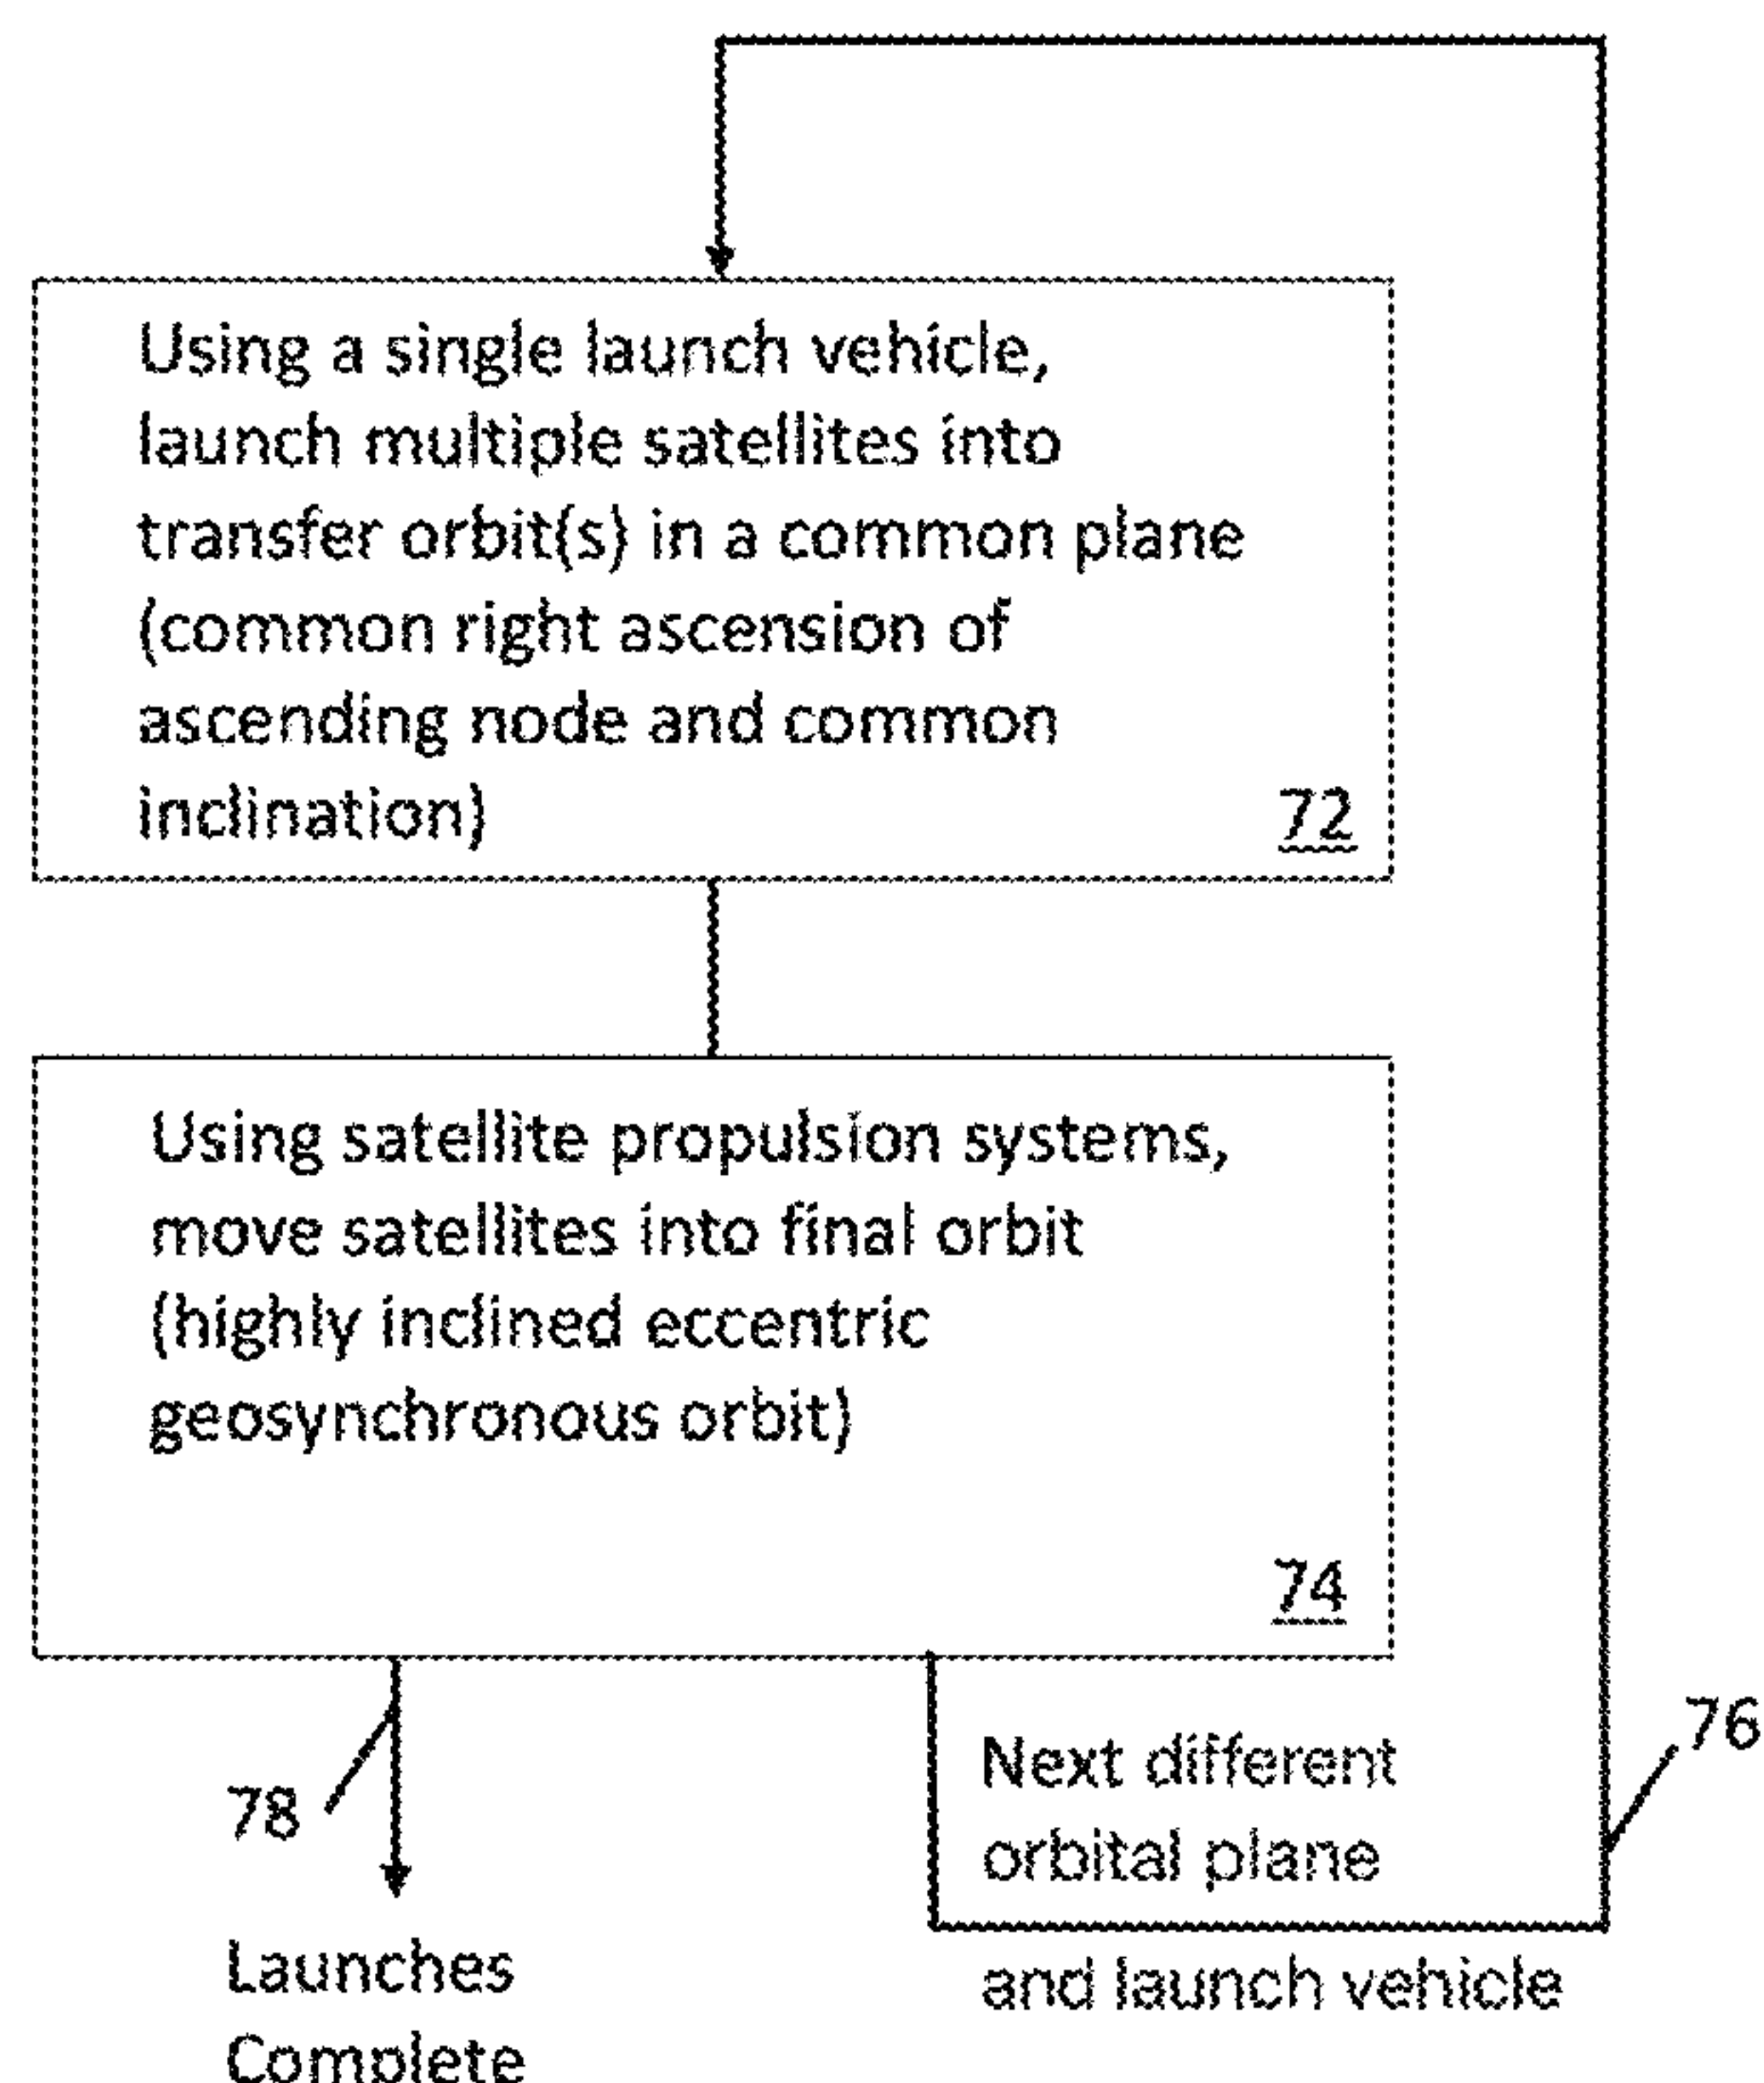 Using a single launch vehicle,
launch multiple satellites into
transfer orbit(s) in a common plane
(common right ascension of
ascending node and common
inclination)
72
Using satellite propulsion systems,
move satellites into final orbit
(highly inclined eccentric
geosynchronous orbit)
74
76
Next different
orbital plane
and launch vehicle
78
Launches
Complete